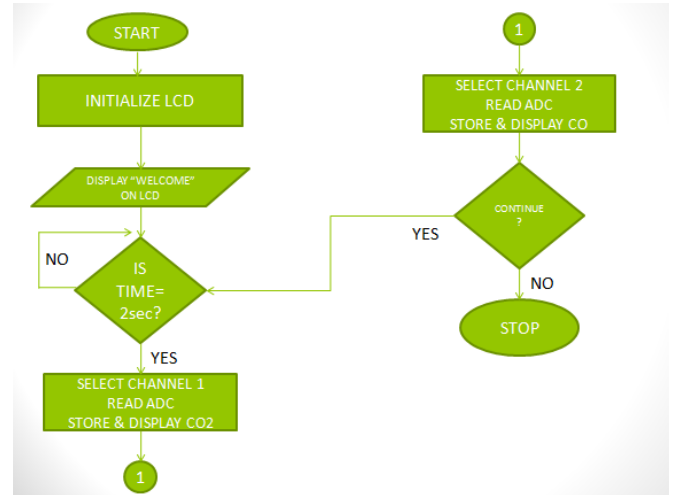 START
INITIALIZE LCD
DISPLAY “WELCOME”
ON LCD
NO
IS
TIME=
2sec?
YES
SELECT CHANNEL 1
READ ADC
STORE & DISPLAY CO2
1
1
SELECT CHANNEL 2
READ ADC
STORE & DISPLAY CO
CONTINUE
?
YES
NO
STOP